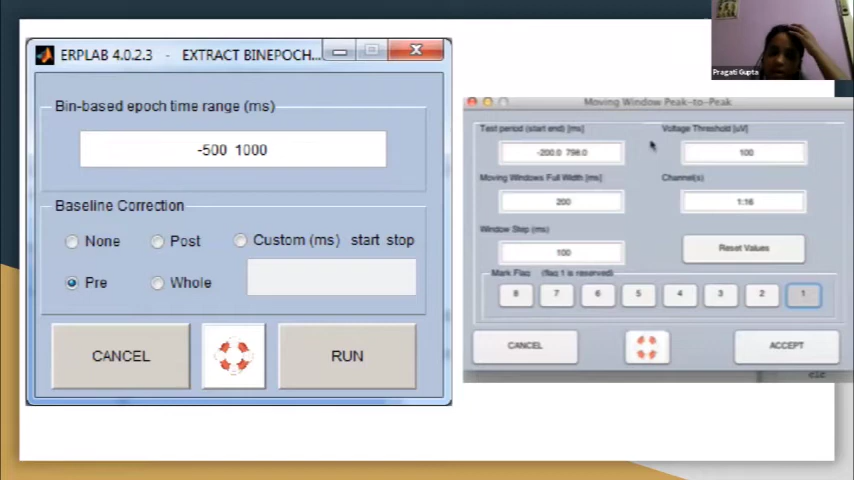 ERPLAB 4.0.2.3 - EXTRACT BINEPOCH...
Bin-based epoch time range (ms)
-500 1000
Baseline Correction
None
Post
Custom (ms) start stop
Pre
Whole
CANCEL
RUN
Pragati Gupta
Moving Window Peak-to-Peak
Test period (start end) [ms]
Voltage Threshold [uV]
-200.0 798.0
100
Moving Windows Full Width [ms]
Channel(s)
200
1:16
Window Step (ms)
100
Reset Values
Mark Flag (flag 1 is reserved)
8 7 6 5 4 3 2 1
CANCEL
ACCEPT